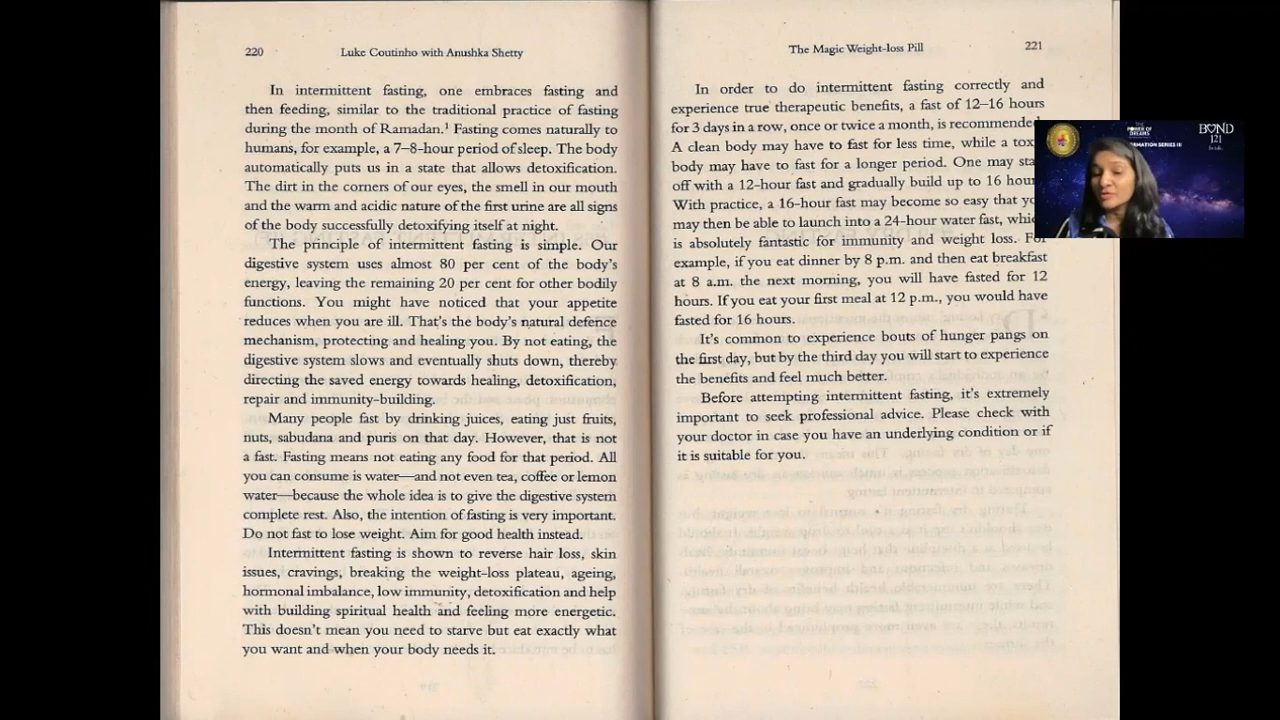 220
Luke Coutinho with Anushka Shetty
In intermittent fasting, one embraces fasting and
then feeding, similar to the traditional practice of fasting
during the month of Ramadan.¹ Fasting comes naturally to
humans, for example, a 7–8-hour period of sleep. The body
automatically puts us in a state that allows detoxification.
The dirt in the corners of our eyes, the smell in our mouth
and the warm and acidic nature of the first urine are all signs
of the body successfully detoxifying itself at night.
The principle of intermittent fasting is simple. Our
digestive system uses almost 80 per cent of the body's
energy, leaving the remaining 20 per cent for other bodily
functions. You might have noticed that your appetite
reduces when you are ill. That's the body's natural defence
mechanism, protecting and healing you. By not eating, the
digestive system slows and eventually shuts down, thereby
directing the saved energy towards healing, detoxification,
repair and immunity-building.
Many people fast by drinking juices, eating just fruits,
nuts, sabudana and puris on that day. However, that is not
a fast. Fasting means not eating any food for that period. All
you can consume is water—and not even tea, coffee or lemon
water—because the whole idea is to give the digestive system
complete rest. Also, the intention of fasting is very important.
Do not fast to lose weight. Aim for good health instead.
Intermittent fasting is shown to reverse hair loss, skin
issues, cravings, breaking the weight-loss plateau, ageing,
hormonal imbalance, low immunity, detoxification and help
with building spiritual health and feeling more energetic.
This doesn't mean you need to starve but eat exactly what
you want and when your body needs it.
The Magic Weight-loss Pill
221
In order to do intermittent fasting correctly and
experience true therapeutic benefits, a fast of 12–16 hours
for 3 days in a row, once or twice a month, is recommended
A clean body may have to fast for less time, while a tox
body may have to fast for a longer period. One may sta
off with a 12-hour fast and gradually build up to 16 hour
With practice, a 16-hour fast may become so easy that yo
may then be able to launch into a 24-hour water fast, whic
is absolutely fantastic for immunity and weight loss. For
example, if you eat dinner by 8 p.m. and then eat breakfast
at 8 a.m. the next morning, you will have fasted for 12
hours. If you eat your first meal at 12 p.m., you would have
fasted for 16 hours.
It's common to experience bouts of hunger pangs on
the first day, but by the third day you will start to experience
the benefits and feel much better.
Before attempting intermittent fasting, it's extremely
important to seek professional advice. Please check with
your doctor in case you have an underlying condition or if
it is suitable for you.
THE
POWER OF
DREAMS
RMATION SERIES III
BOND
121